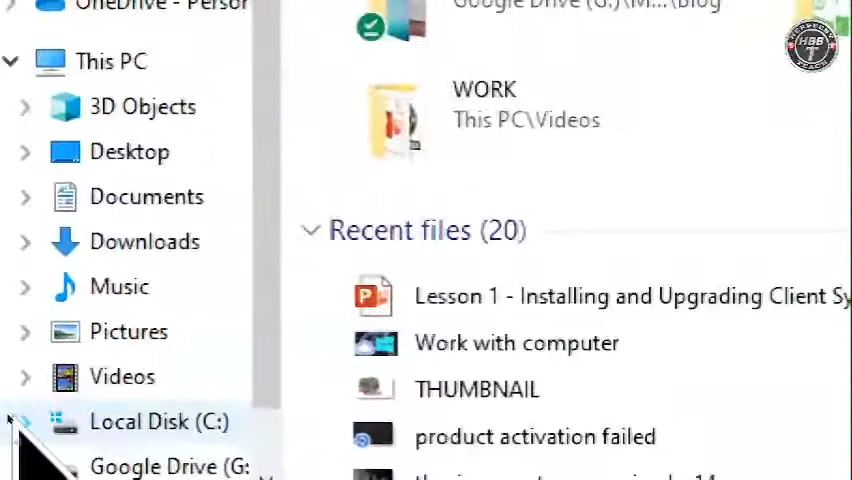 OneDrive - Person
Google Drive (G:)\M...\Blog
This PC
WORK
3D Objects
This PC\Videos
Desktop
Documents
Downloads
Recent files (20)
Music
Lesson 1 - Installing and Upgrading Client Sy
Pictures
Work with computer
Videos
THUMBNAIL
Local Disk (C:)
product activation failed
Google Drive (G:
HBB
T